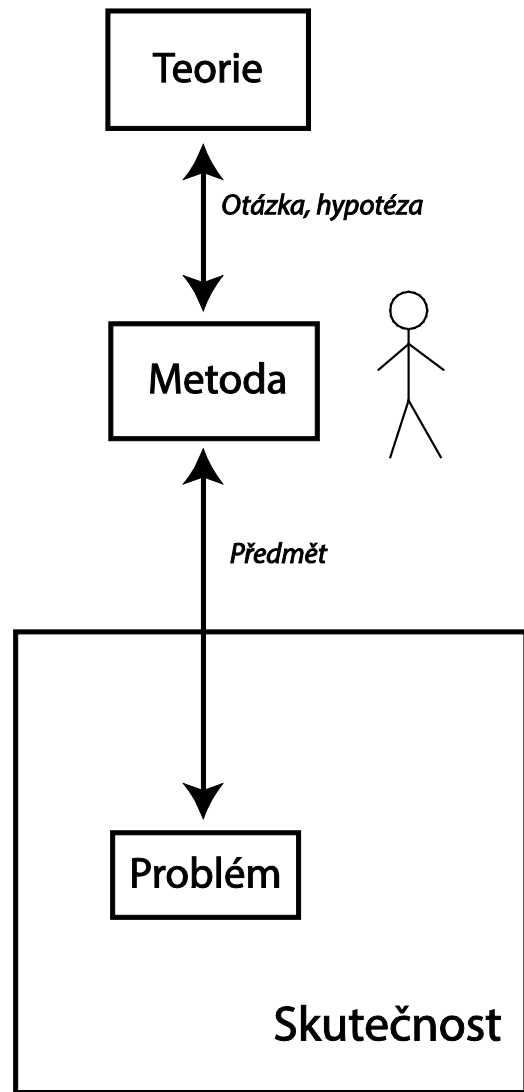 Teorie
Otázka, hypotéza
Metoda
Předmět
Problém
Skutečnost